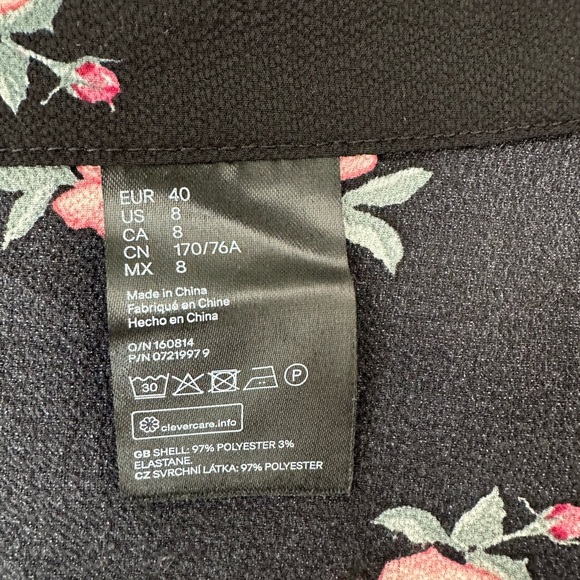 EUR 40
US 8
CA 8
CN 170/76A
MX 8
Made in China
Fabriqué en Chine
Hecho en China
O/N 160814
P/N 07219979
30 P
clevercare.info
GB SHELL: 97% POLYESTER 3%
ELASTANE.
CZ SVRCHNÍ LÁTKA: 97% POLYESTER